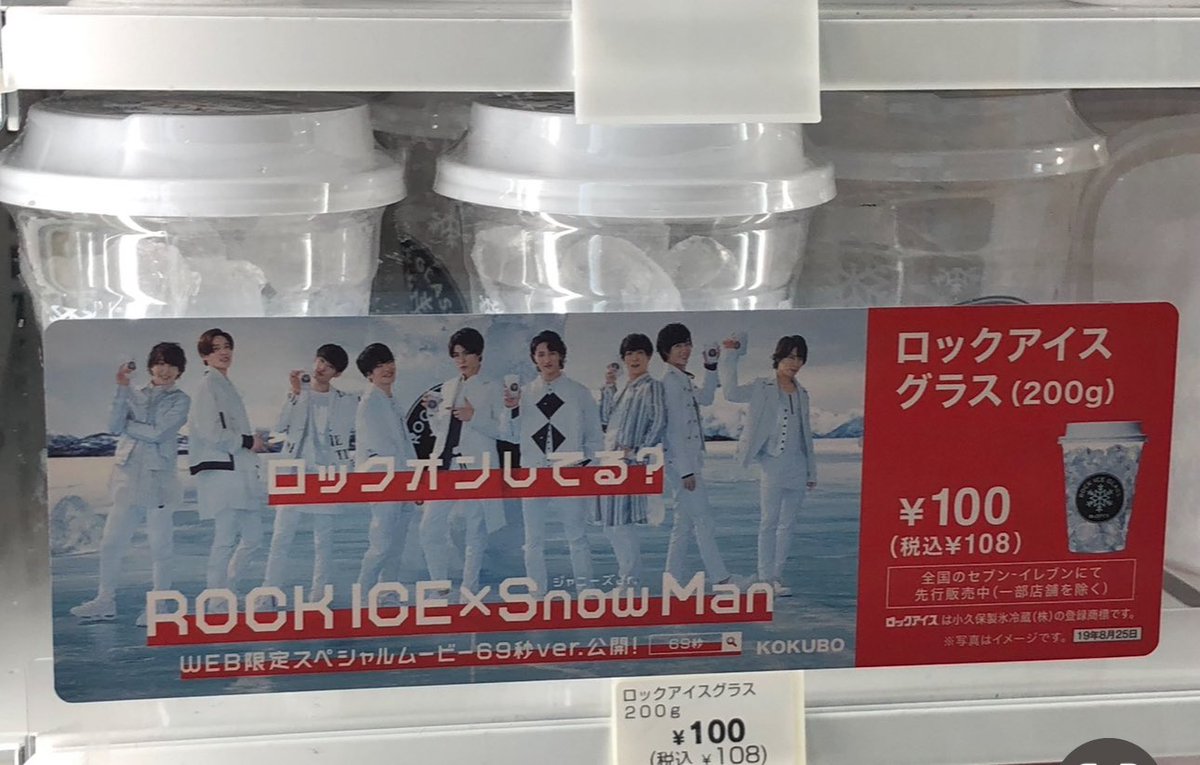 ロックオンしてる?
ジャニーズver.
ROCK ICE×Snow Man
WEB限定スペシャルムービー69秒ver.公開!
69秒
KOKUBO
ロックアイス
グラス(200g)
¥100
(税込¥108)
全国のセブン-イレブンにて
先行販売中(一部店舗を除く)
ロックアイスは小久保製氷冷蔵(株)の登録商標です。
※写真はイメージです。
19年8月25日
ロックアイスグラス
200g
¥100
(税込 ¥108)